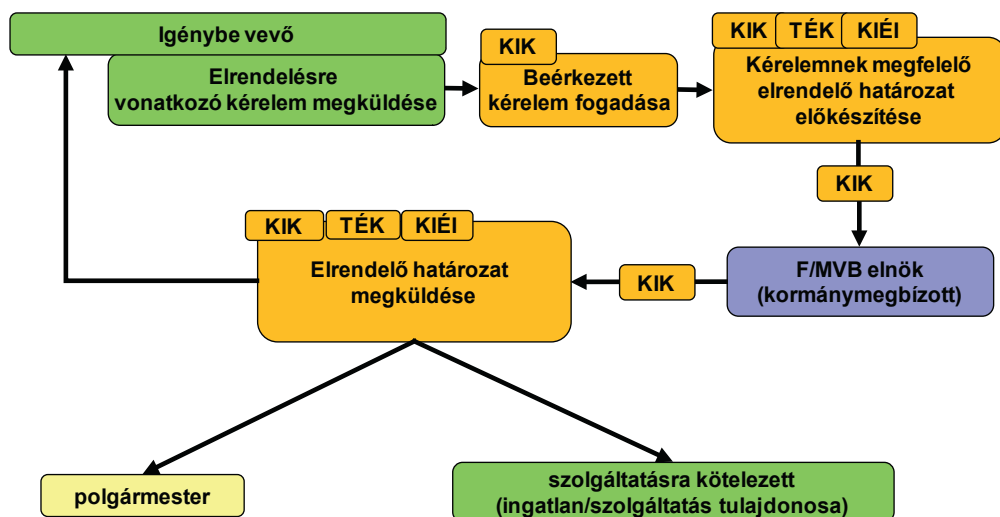 Igénybe vevő
Elrendelésre
vonatkozó kérelem megküldése
KIK
Beérkezett
kérelem fogadása
KIK TÉK KIÉI
Kérelemnek megfelelő
elrendelő határozat
előkészítése
KIK
F/MVB elnök
(kormánymegbízott)
KIK
KIK TÉK KIÉI
Elrendelő határozat
megküldése
polgármester
szolgáltatásra kötelezett
(ingatlan/szolgáltatás tulajdonosa)